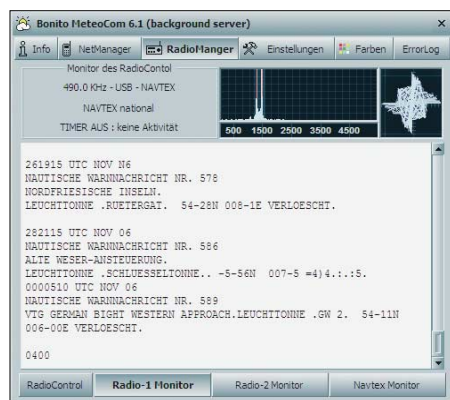 Bonito MeteoCom 6.1 (background server)
Info NetManager RadioManger Einstellungen Farben ErrorLog
Monitor des RadioContol
490.0 KHz - USB - NAVTEX
NAVTEX national
TIMER AUS : keine Aktivität
500 1500 2500 3500 4500
261915 UTC NOV N6
NAUTISCHE WARNNACHRICHT NR. 578
NORDFRIESISCHE INSELN.
LEUCHTTONNE .RUETERGAT. 54-28N 008-1E VERLOESCHT.
282115 UTC NOV 06
NAUTISCHE WARNNACHRICHT NR. 586
ALTE WESER-ANSTEUERUNG.
LEUCHTTONNE .SCHLUESSELTONNE.. -5-56N 007-5 =4)4.:.:5.
0000510 UTC NOV 06
NAUTISCHE WARNNACHRICHT NR. 589
VTG GERMAN BIGHT WESTERN APPROACH.LEUCHTTONNE .GW 2. 54-11N
006-00E VERLOESCHT.
0400
RadioControl Radio-1 Monitor Radio-2 Monitor Navtex Monitor